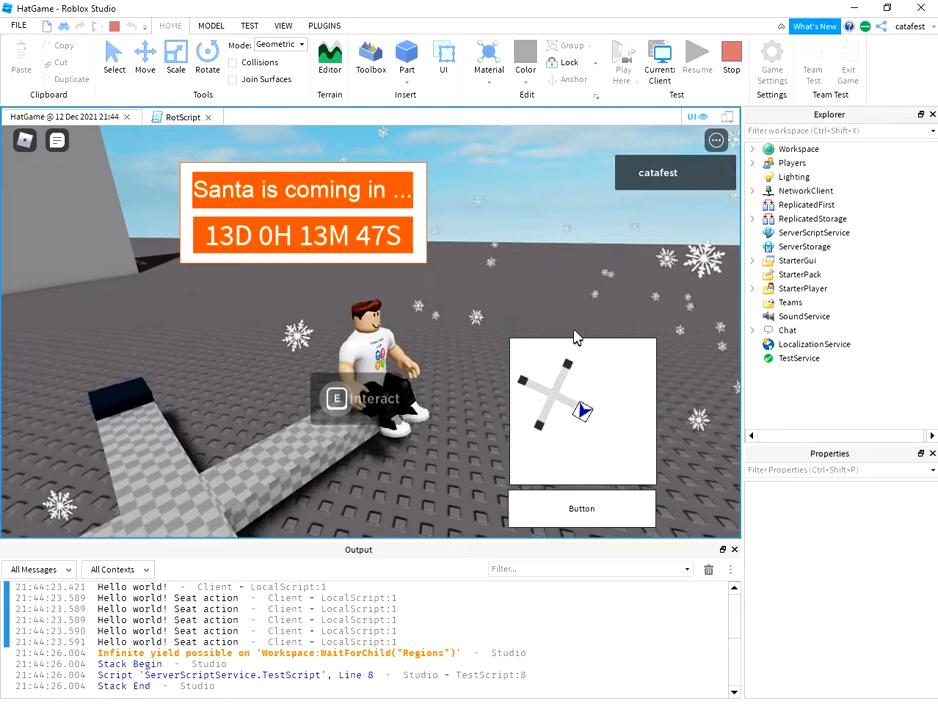 HatGame - Roblox Studio
FILE HOME MODEL TEST VIEW PLUGINS What's New catafest
Paste Copy Cut Duplicate
Select Move Scale Rotate
Mode: Geometric
Collisions
Join Surfaces
Editor Toolbox Part UI
Material Color
Group
Lock
Anchor
Play Here
Current: Client
Resume Stop
Game Settings
Team Test
Exit Game
Clipboard Tools Terrain Insert Edit Test Settings Team Test
HatGame @ 12 Dec 2021 21:44 RotScript UI
Santa is coming in ...
13D 0H 13M 47S
catafest
E Interact
Button
Explorer
Filter workspace (Ctrl+Shift+X)
Workspace
Players
Lighting
NetworkClient
ReplicatedFirst
ReplicatedStorage
ServerScriptService
ServerStorage
StarterGui
StarterPack
StarterPlayer
Teams
SoundService
Chat
LocalizationService
TestService
Properties
Filter Properties (Ctrl+Shift+P)
Output
All Messages All Contexts Filter...
21:44:23.421 Hello world! - Client - LocalScript:1
21:44:23.589 Hello world! Seat action - Client - LocalScript:1
21:44:23.589 Hello world! Seat action - Client - LocalScript:1
21:44:23.589 Hello world! Seat action - Client - LocalScript:1
21:44:23.590 Hello world! Seat action - Client - LocalScript:1
21:44:23.591 Hello world! Seat action - Client - LocalScript:1
21:44:26.004 Infinite yield possible on 'Workspace:WaitForChild("Regions")' - Studio
21:44:26.004 Stack Begin - Studio
21:44:26.004 Script 'ServerScriptService.TestScript', Line 8 - Studio - TestScript:8
21:44:26.004 Stack End - Studio